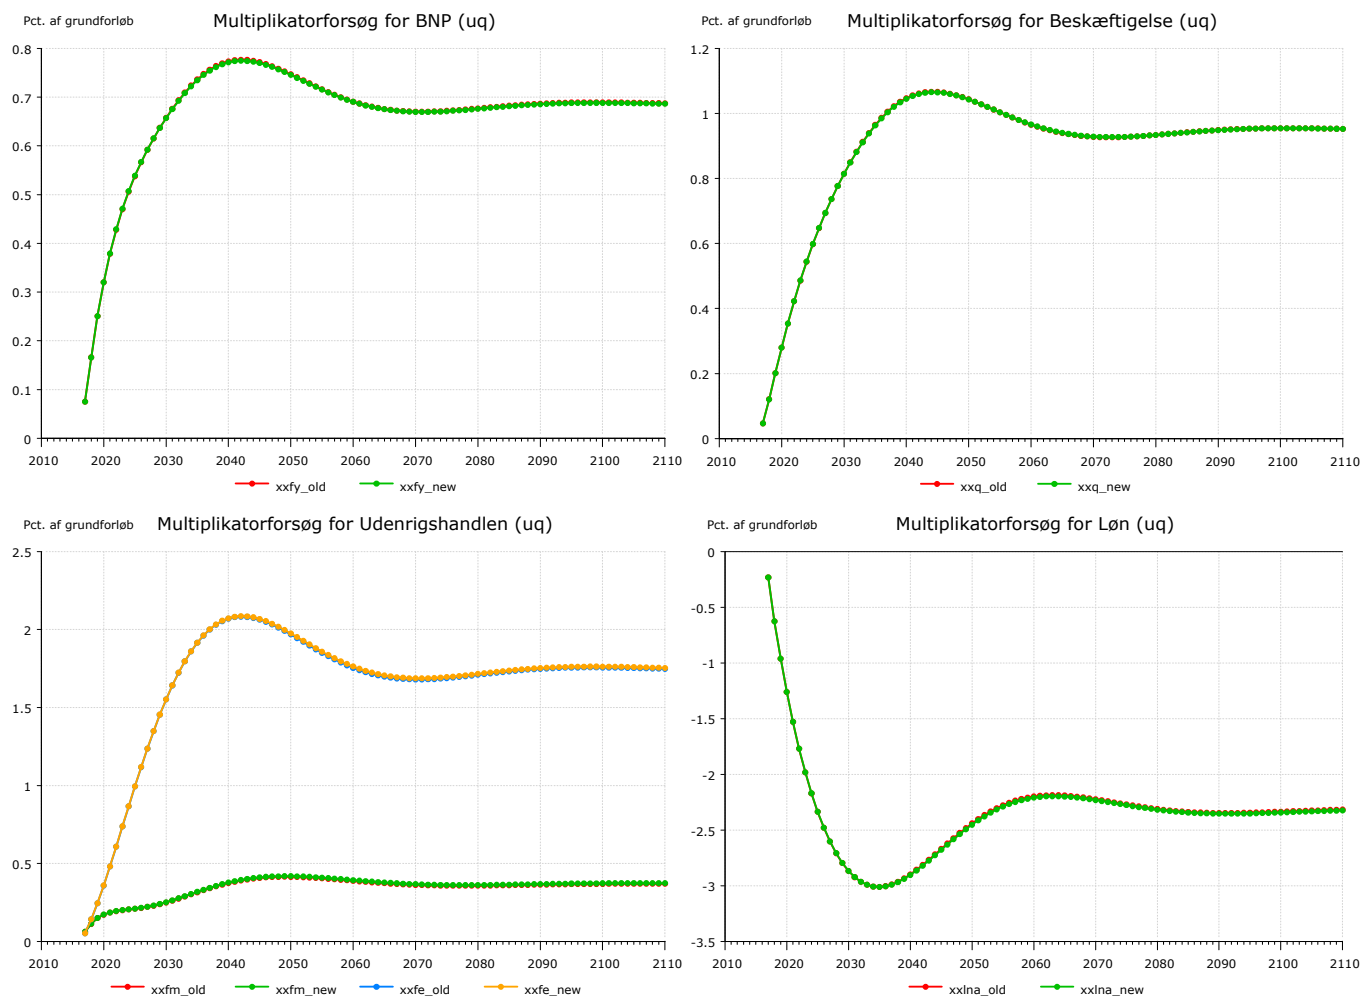 Pct. af grundforløb
Multiplikatorforsøg for BNP (uq)
0.8
0.7
0.6
0.5
0.4
0.3
0.2
0.1
0
2010 2020 2030 2040 2050 2060 2070 2080 2090 2100 2110
xxfy_old xxfy_new
Pct. af grundforløb
Multiplikatorforsøg for Beskæftigelse (uq)
1.2
1
0.8
0.6
0.4
0.2
0
2010 2020 2030 2040 2050 2060 2070 2080 2090 2100 2110
xxq_old xxq_new
Pct. af grundforløb
Multiplikatorforsøg for Udenrigshandlen (uq)
2.5
2
1.5
1
0.5
0
2010 2020 2030 2040 2050 2060 2070 2080 2090 2100 2110
xxfm_old xxfm_new xxfe_old xxfe_new
Pct. af grundforløb
Multiplikatorforsøg for Løn (uq)
0
-0.5
-1
-1.5
-2
-2.5
-3
-3.5
2010 2020 2030 2040 2050 2060 2070 2080 2090 2100 2110
xxlna_old xxlna_new